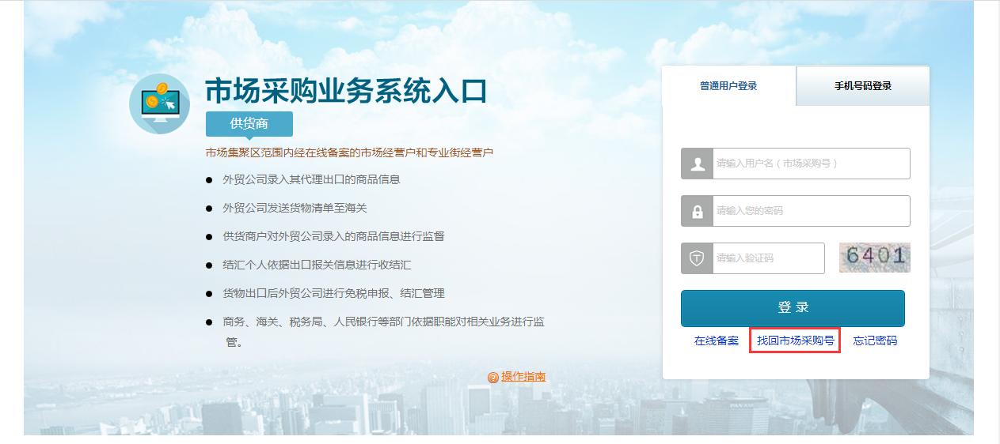 市场采购业务系统入口
供货商
市场集聚区范围内经在线备案的市场经营户和专业街经营户
外贸公司录入其代理出口的商品信息
外贸公司发送货物清单至海关
供货商户对外贸公司录入的商品信息进行监督
结汇个人依据出口报关信息进行收结汇
货物出口后外贸公司进行免税申报、结汇管理
商务、海关、税务局、人民银行等部门依据职能对相关业务进行监
管。
操作指南
普通用户登录
手机号码登录
请输入用户名（市场采购号）
请输入您的密码
请输入验证码
6401
登 录
在线备案
找回市场采购号
忘记密码
PAN AM